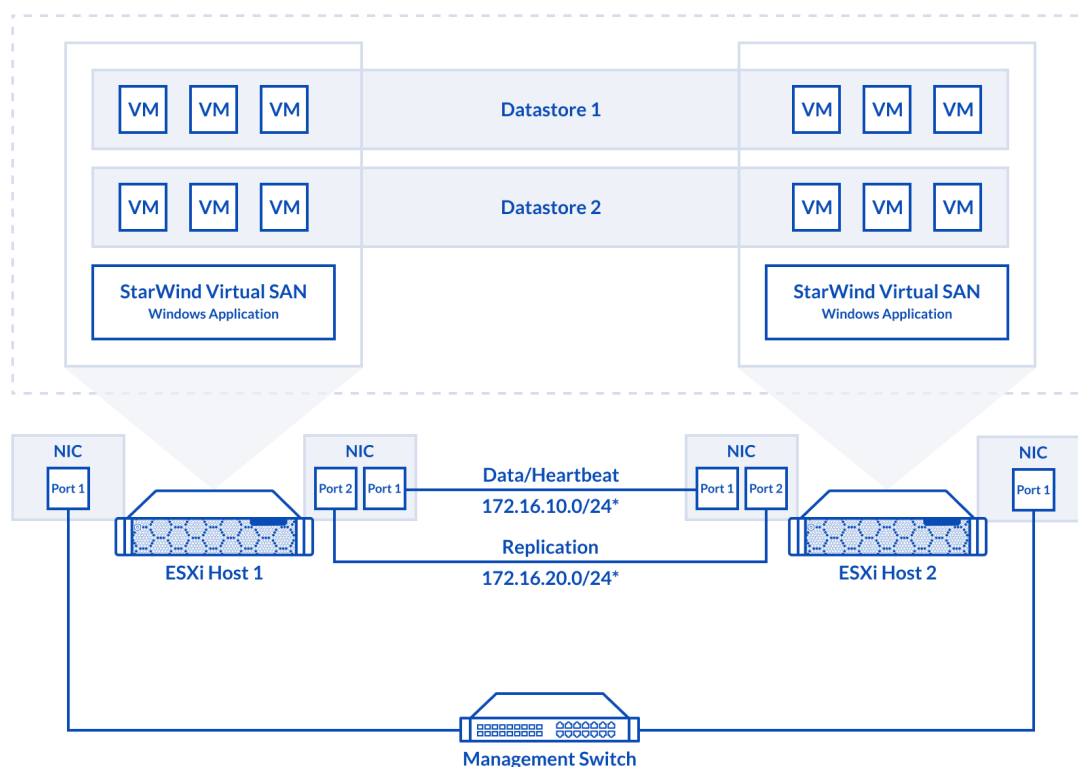 VM VM VM Datastore 1 VM VM VM
VM VM VM Datastore 2 VM VM VM
StarWind Virtual SAN
Windows Application
StarWind Virtual SAN
Windows Application
NIC
Port 1
NIC
Port 2 Port 1
Data/Heartbeat
172.16.10.0/24*
NIC
Port 1 Port 2
NIC
Port 1
Replication
172.16.20.0/24*
ESXi Host 1
ESXi Host 2
Management Switch